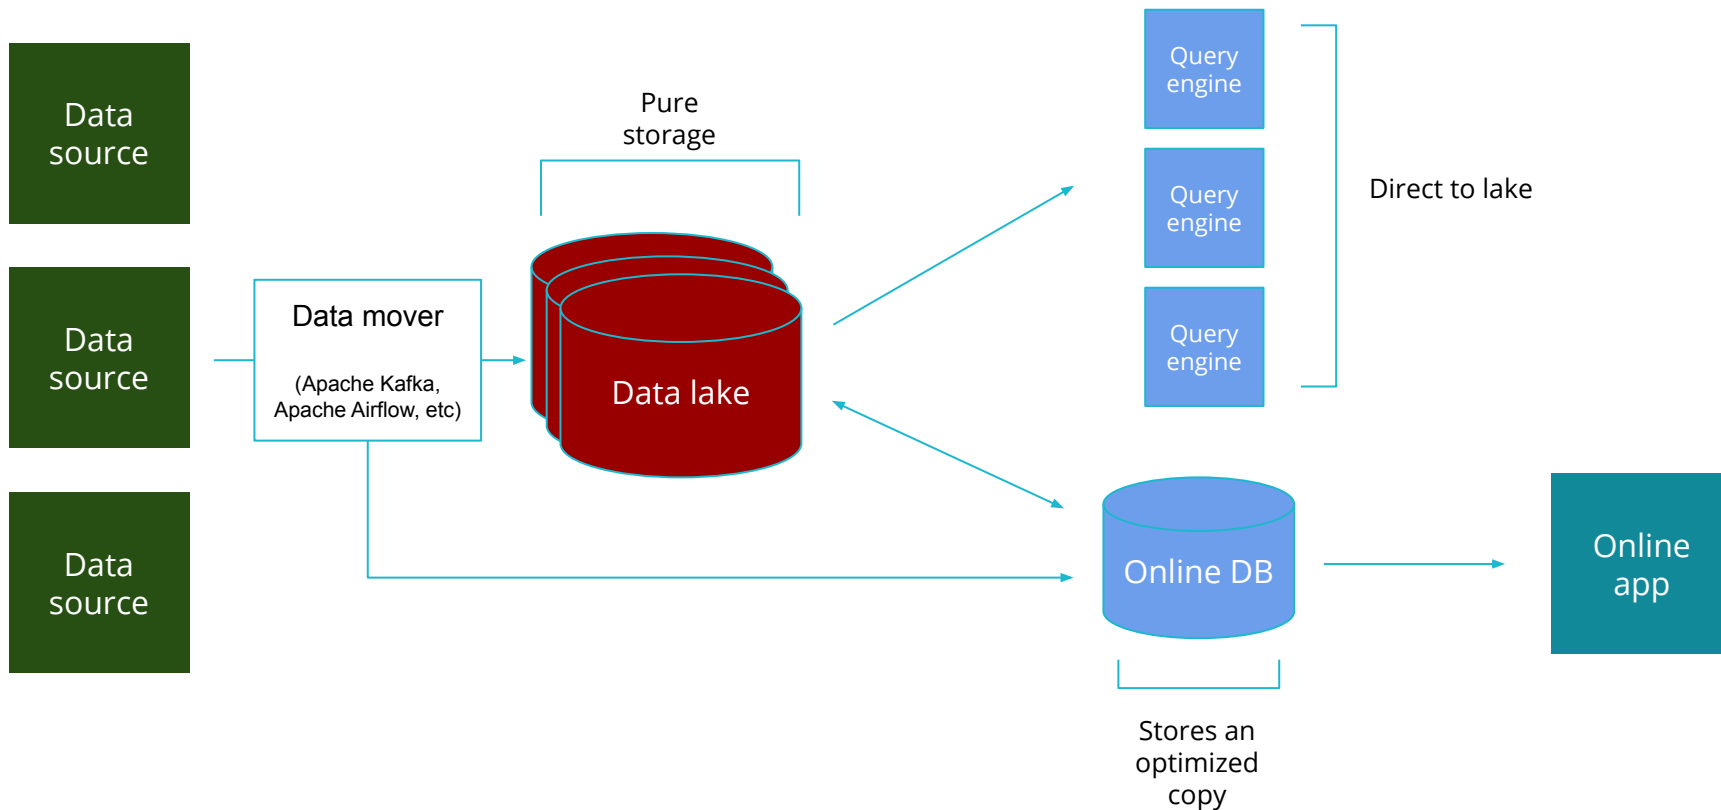 Data
source
Data
source
Data
source
Data mover
(Apache Kafka,
Apache Airflow, etc)
Pure
storage
Data lake
Query
engine
Query
engine
Query
engine
Direct to lake
Online DB
Stores an
optimized
copy
Online
app